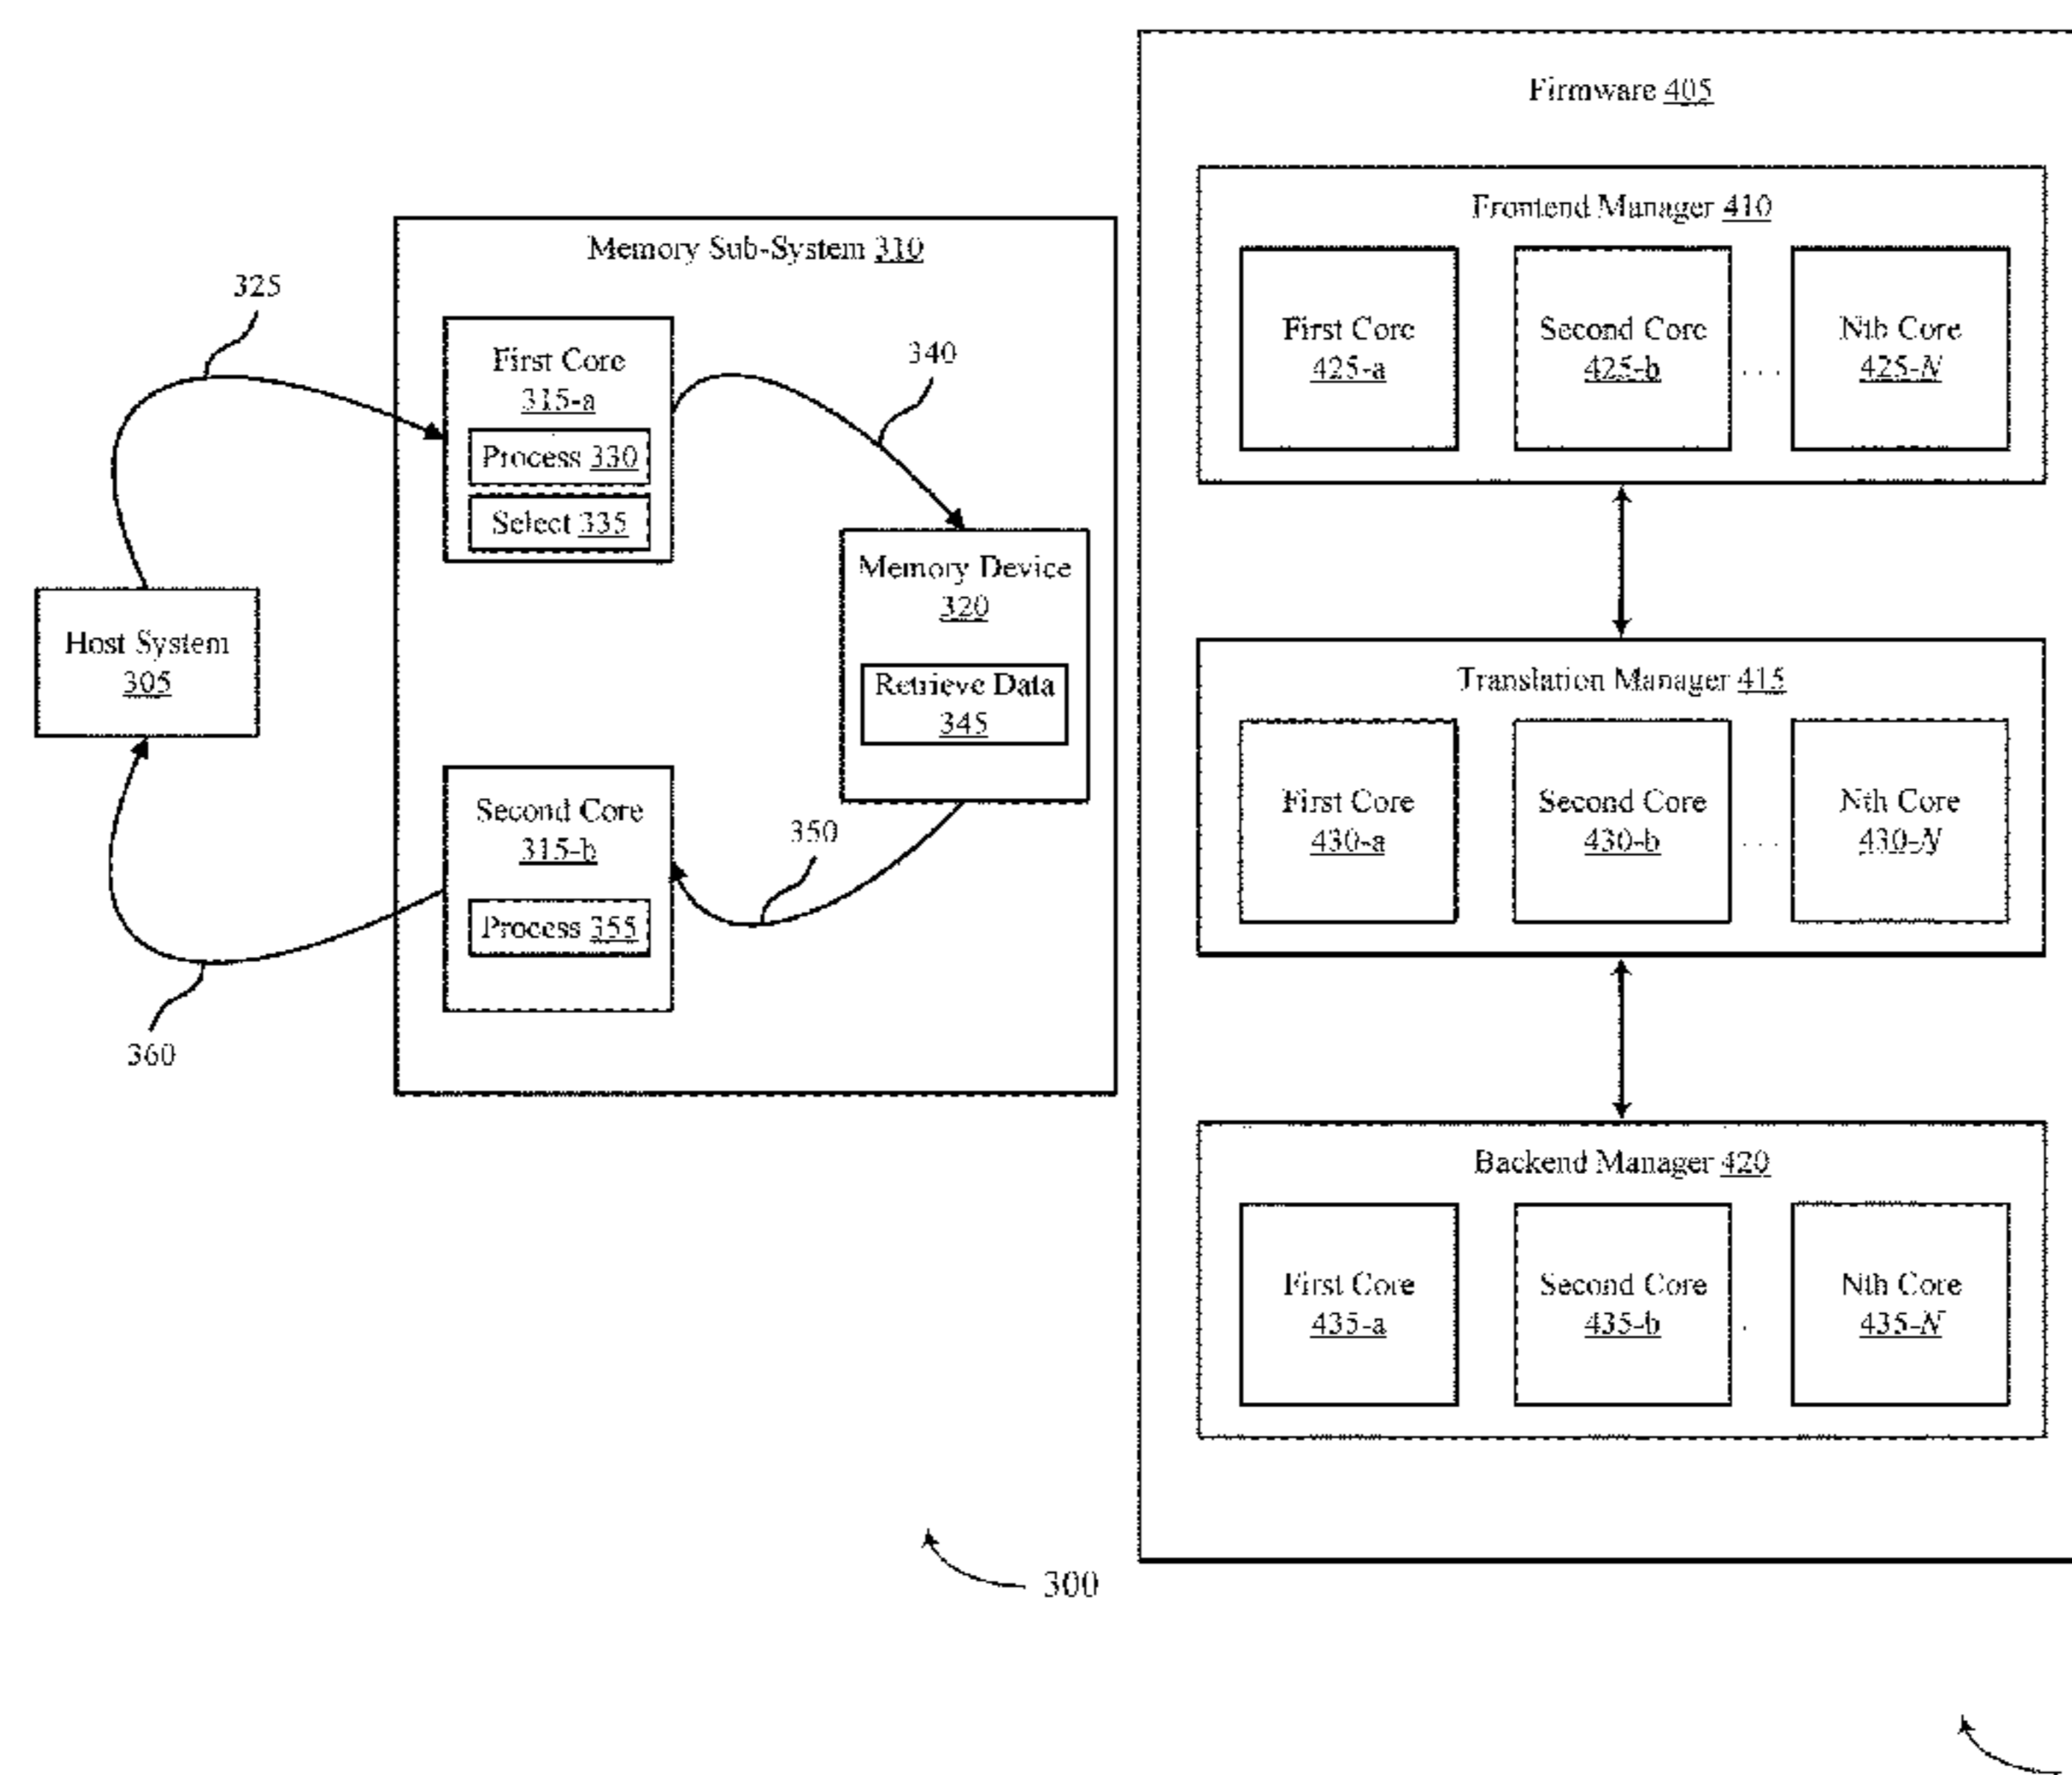 Memory Sub-System 310
325
First Core
315-a
Process 330
Select 335
340
Memory Device
320
Retrieve Data
345
Host System
305
Second Core
315-b
Process 355
350
360
300
Firmware 405
Frontend Manager 410
First Core
425-a
Second Core
425-b
. . .
Nth Core
425-N
Translation Manager 415
First Core
430-a
Second Core
430-b
. . .
Nth Core
430-N
Backend Manager 420
First Core
435-a
Second Core
435-b
.
Nth Core
435-N